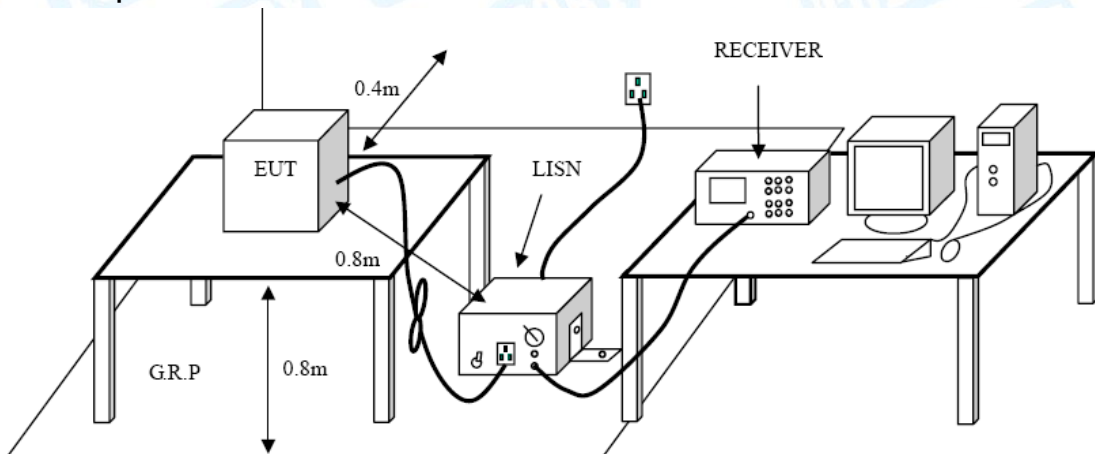 RECEIVER
0.4m
EUT
LISN
0.8m
G.R.P
0.8m